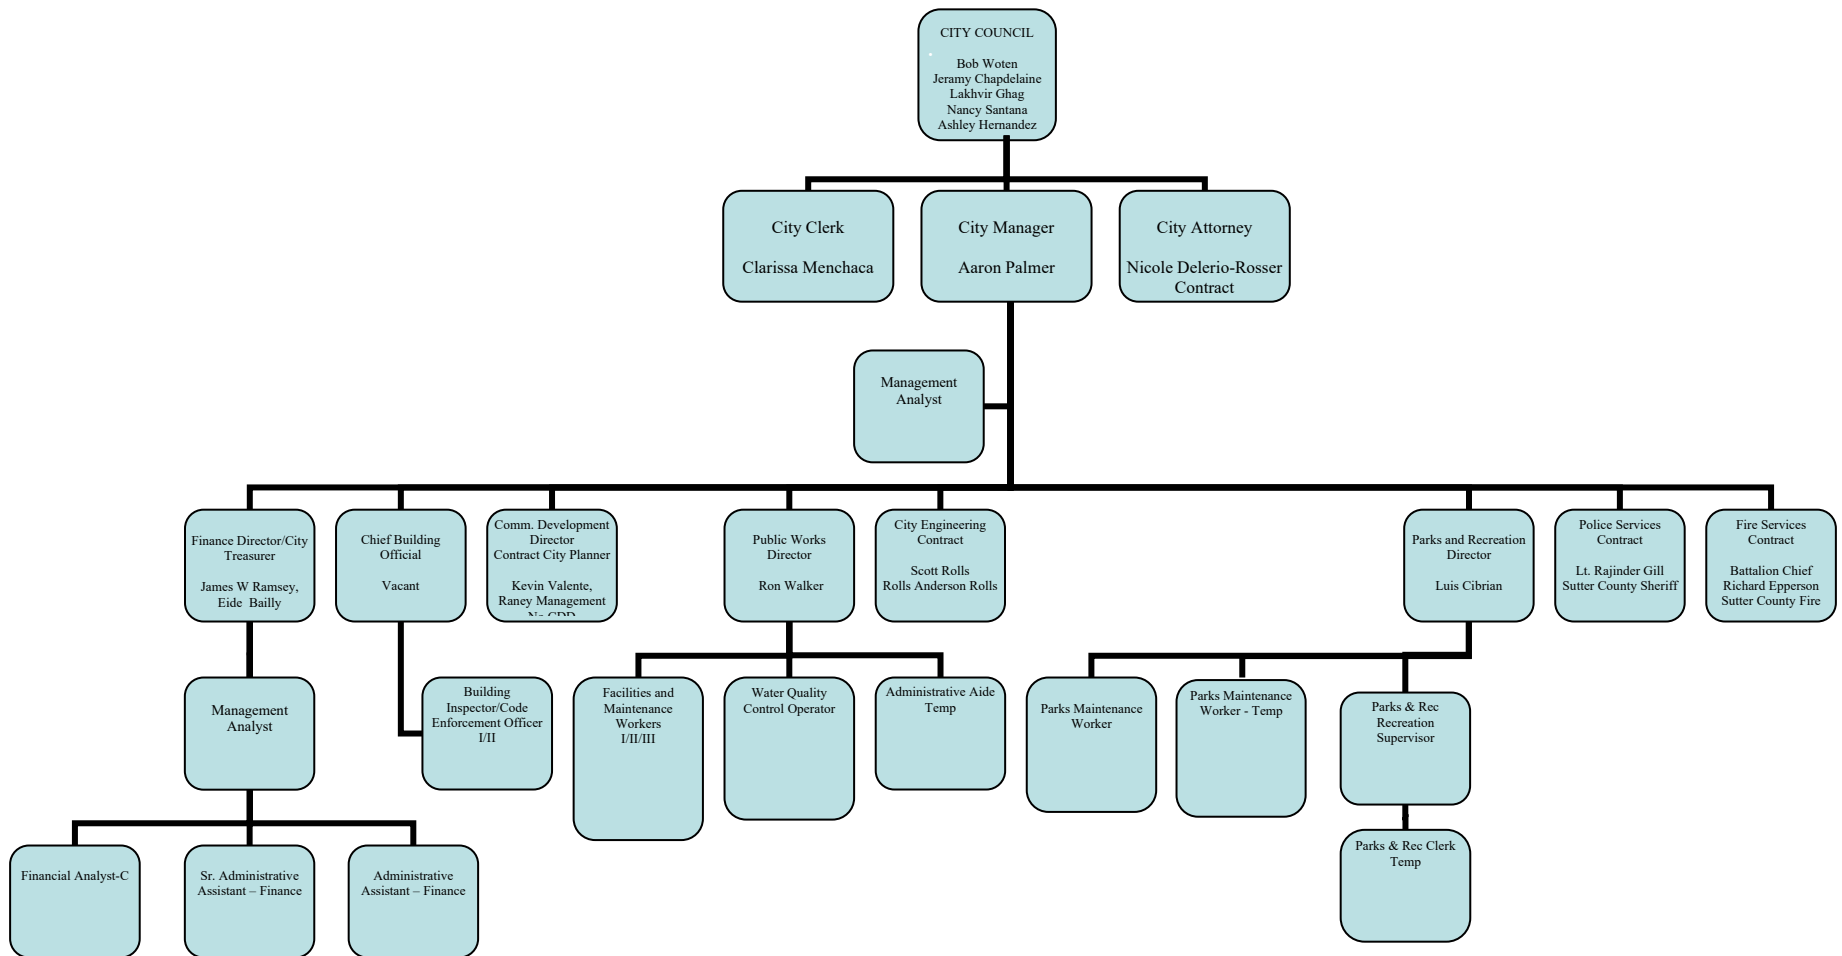 CITY COUNCIL
Bob Woten
Jeramy Chapdelaine
Lakhvir Ghag
Nancy Santana
Ashley Hernandez
City Clerk
Clarissa Menchaca
City Manager
Aaron Palmer
City Attorney
Nicole Delerio-Rosser
Contract
Management
Analyst
Finance Director/City
Treasurer
James W Ramsey,
Eide  Bailly
Chief Building
Official
Vacant
Comm. Development
Director
Contract City Planner
Kevin Valente,
Raney Management
No CDD
Public Works
Director
Ron Walker
City Engineering
Contract
Scott Rolls
Rolls Anderson Rolls
Parks and Recreation
Director
Luis Cibrian
Police Services
Contract
Lt. Rajinder Gill
Sutter County Sheriff
Fire Services
Contract
Battalion Chief
Richard Epperson
Sutter County Fire
Management
Analyst
Building
Inspector/Code
Enforcement Officer
I/II
Facilities and
Maintenance
Workers
I/II/III
Water Quality
Control Operator
Administrative Aide
Temp
Parks Maintenance
Worker
Parks Maintenance
Worker - Temp
Parks & Rec
Recreation
Supervisor
Financial Analyst-C
Sr. Administrative
Assistant – Finance
Administrative
Assistant – Finance
Parks & Rec Clerk
Temp